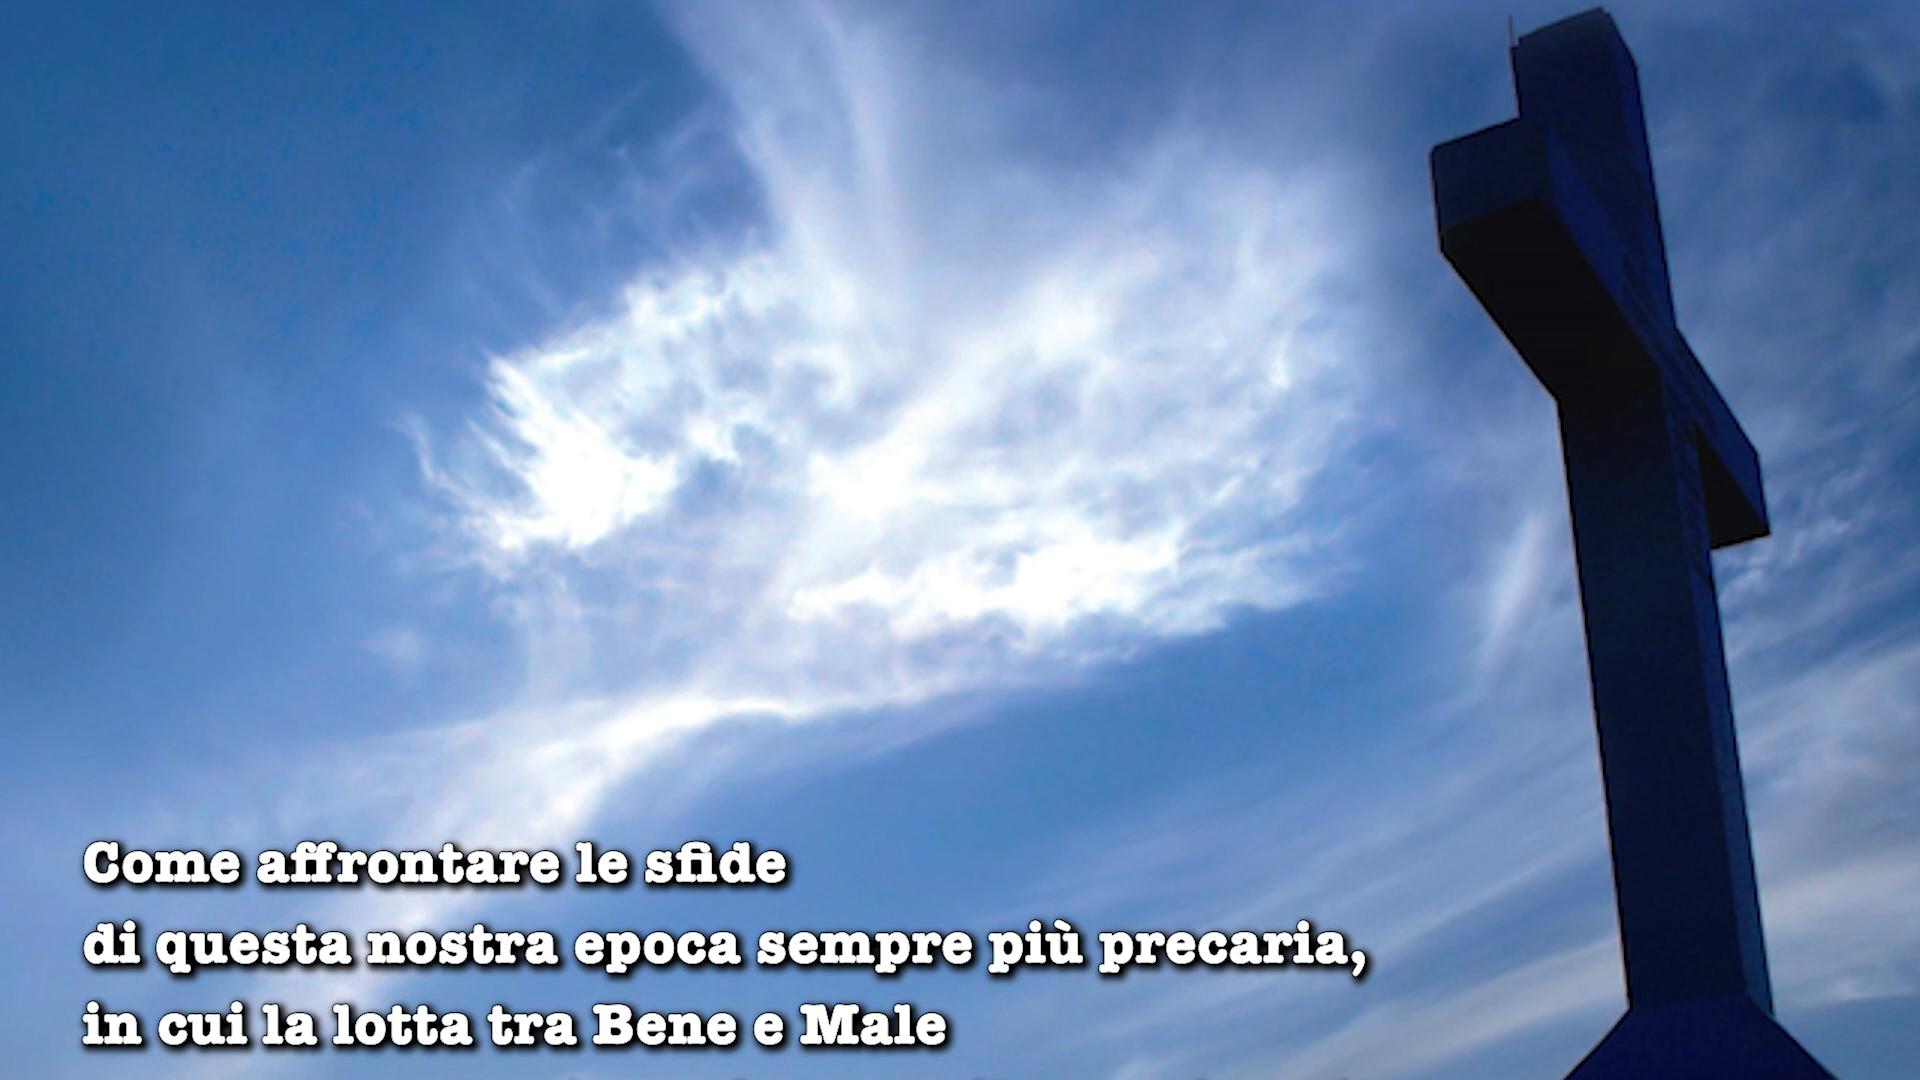 Come affrontare le sfide
di questa nostra epoca sempre più precaria,
in cui la lotta tra Bene e Male